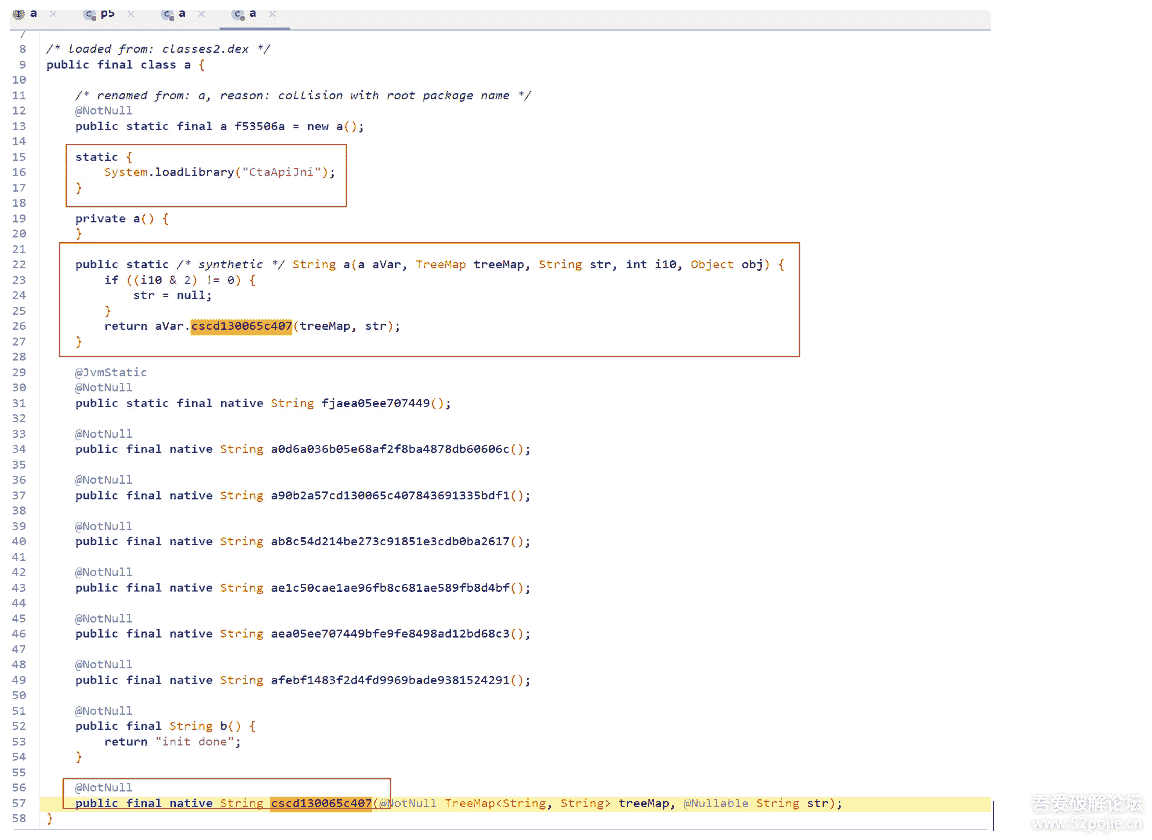 a × p5 × a × a ×
7
8 /* loaded from: classes2.dex */
9 public final class a {
10
11 /* renamed from: a, reason: collision with root package name */
12 @NotNull
13 public static final a f53506a = new a();
14
15 static {
16 System.loadLibrary("CtaApiJni");
17 }
18
19 private a() {
20 }
21
22 public static /* synthetic */ String a(a aVar, TreeMap treeMap, String str, int i10, Object obj) {
23 if ((i10 & 2) != 0) {
24 str = null;
25 }
26 return aVar.cscd130065c407(treeMap, str);
27 }
28
29 @JvmStatic
30 @NotNull
31 public static final native String fjaea05ee707449();
32
33 @NotNull
34 public final native String a0d6a036b05e68af2f8ba4878db60606c();
35
36 @NotNull
37 public final native String a90b2a57cd130065c407843691335bdf1();
38
39 @NotNull
40 public final native String ab8c54d214be273c91851e3cdb0ba2617();
41
42 @NotNull
43 public final native String ae1c50cae1ae96fb8c681ae589fb8d4bf();
44
45 @NotNull
46 public final native String aea05ee707449bfe9fe8498ad12bd68c3();
47
48 @NotNull
49 public final native String afebf1483f2d4fd9969bade9381524291();
50
51 @NotNull
52 public final String b() {
53 return "init done";
54 }
55
56 @NotNull
57 public final native String cscd130065c407(@NotNull TreeMap<String, String> treeMap, @Nullable String str);
58 }
吾爱破解论坛
www.52pojie.cn